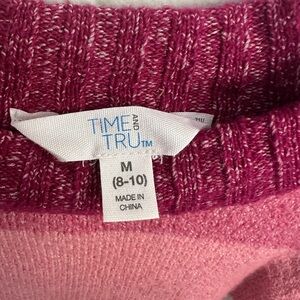 TIME AND
TRU™
M
(8-10)
MADE IN
CHINA